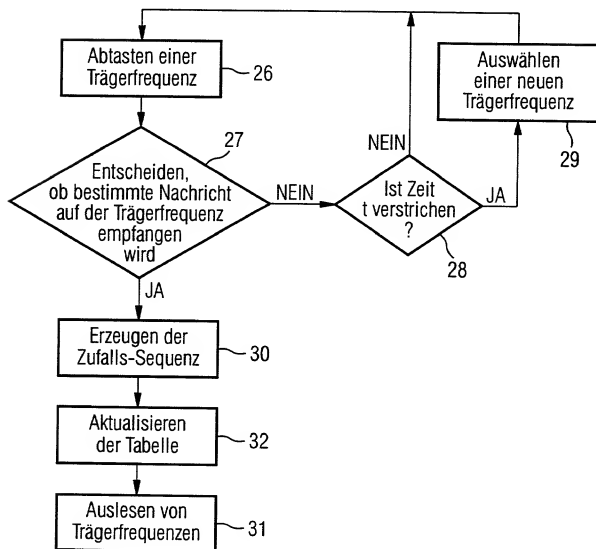 Abtasten einer
Trägerfrequenz
26
Auswählen
einer neuen
Trägerfrequenz
29
27
Entscheiden,
ob bestimmte Nachricht
auf der Trägerfrequenz
empfangen
wird
NEIN
NEIN
Ist Zeit
t verstrichen
?
JA
28
JA
Erzeugen der
Zufalls-Sequenz
30
Aktualisieren
der Tabelle
32
Auslesen von
Trägerfrequenzen
31